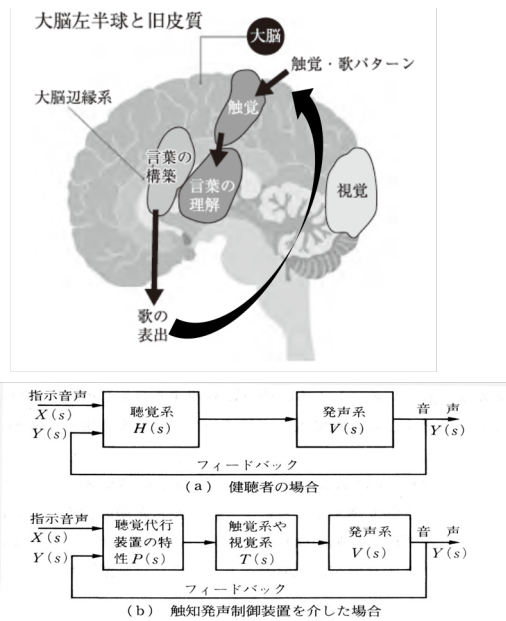 大脳左半球と旧皮質
大脳
触覚・歌パターン
大脳辺縁系
触覚
言葉の
構築
言葉の
理解
視覚
歌の
表出
指示音声
X(s)
Y(s)
聴覚系
H(s)
発声系
V(s)
音 声
Y(s)
フィードバック
(a) 健聴者の場合
指示音声
X(s)
Y(s)
聴覚代行
装置の特
性P(s)
触覚系や
視覚系
T(s)
発声系
V(s)
音 声
Y(s)
フィードバック
(b) 触知発声制御装置を介した場合